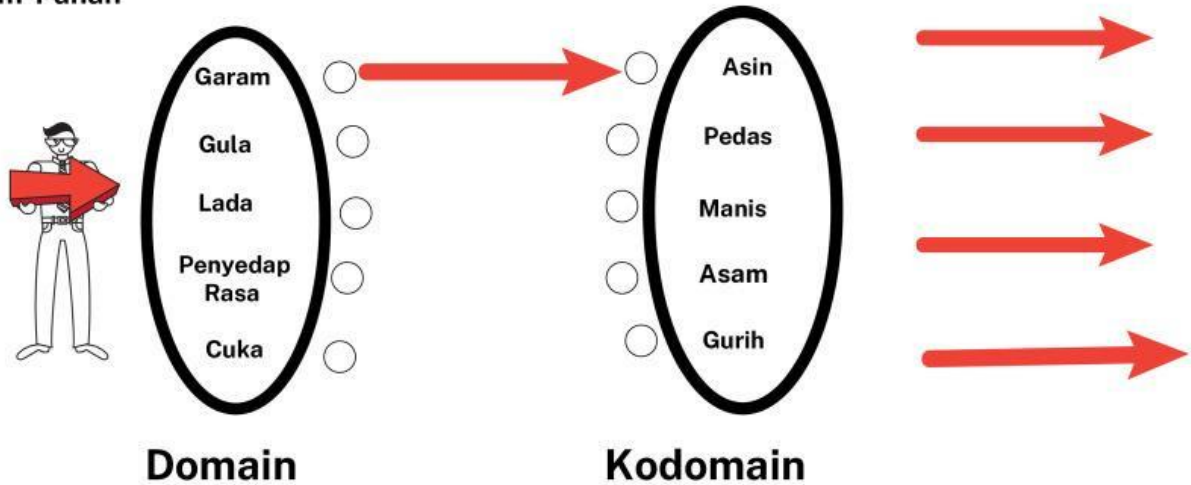 Garam
Gula
Lada
Penyedap
Rasa
Cuka
Asin
Pedas
Manis
Asam
Gurih
Domain
Kodomain